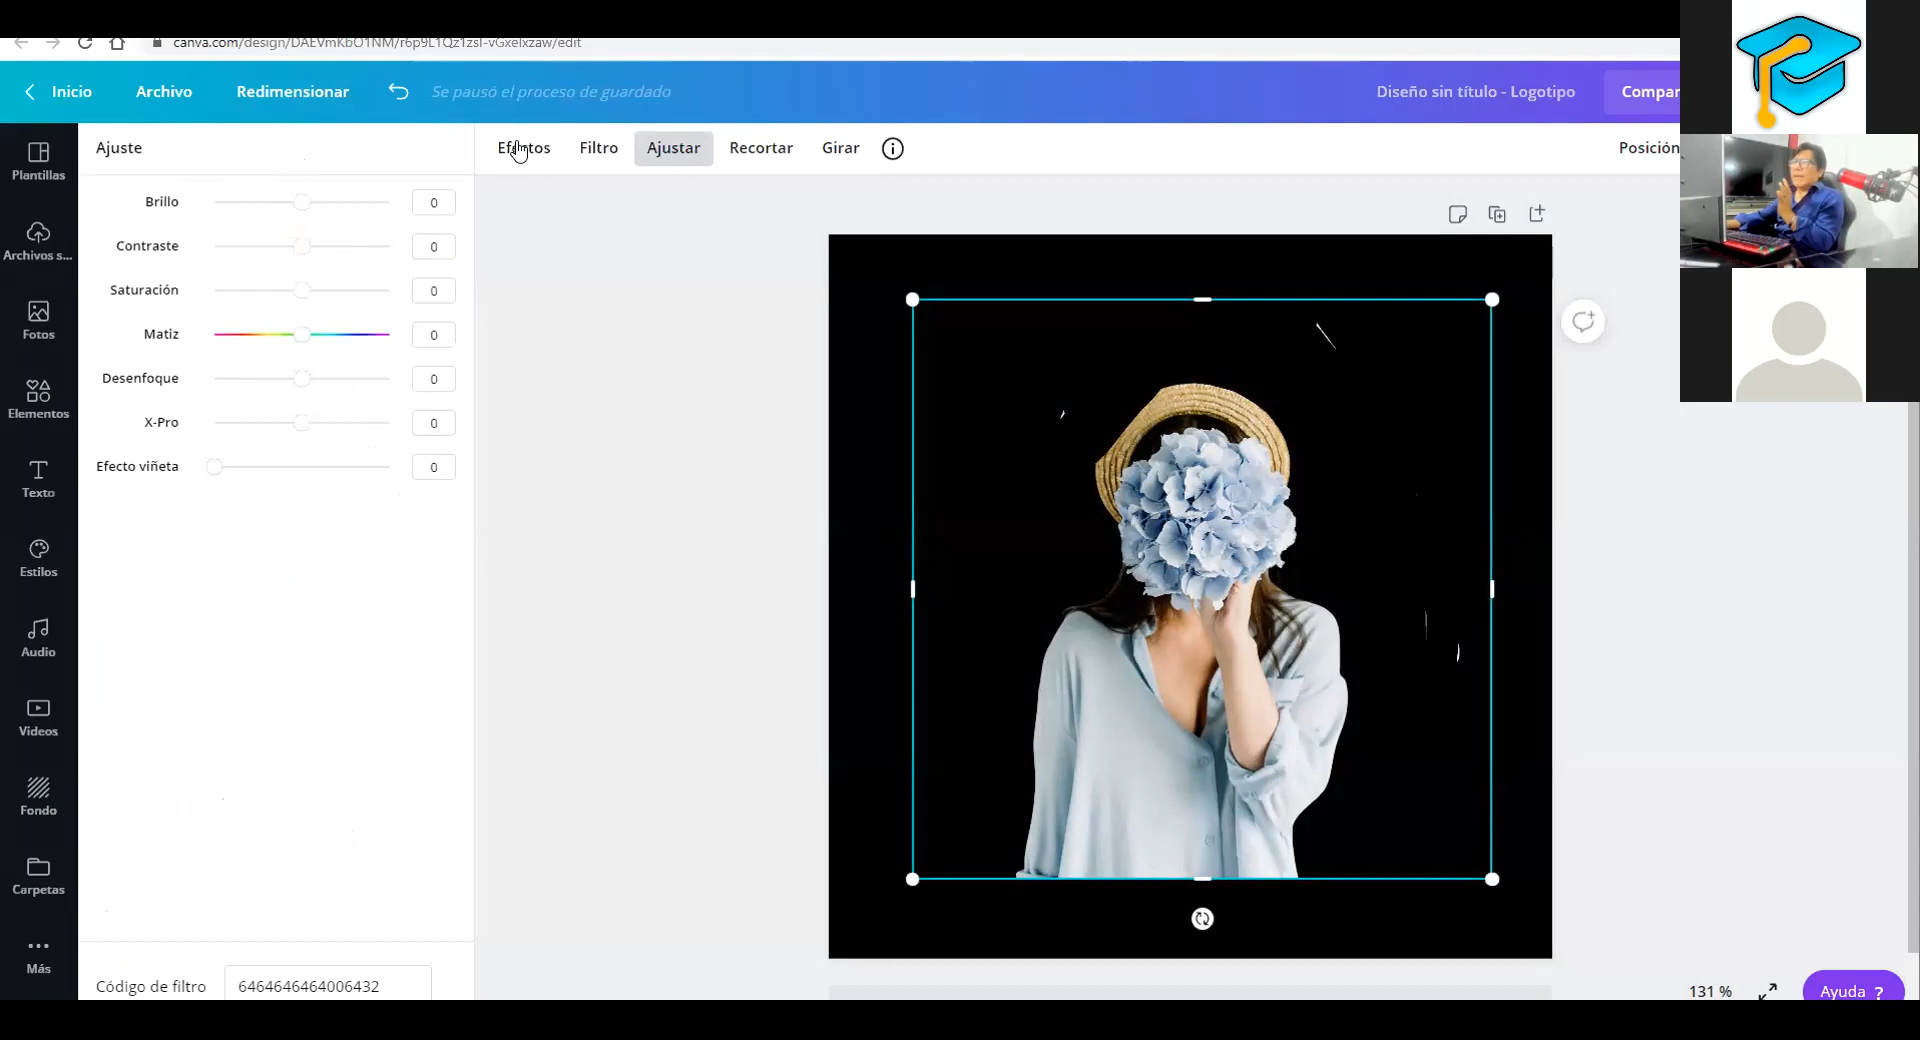 canva.com/design/DAEVmKbO1NM/r6p9L1Qz1zsI-vGxelxzaw/edit
Inicio
Archivo
Redimensionar
Se pausó el proceso de guardado
Diseño sin título - Logotipo
Compar
Ajuste
Efectos
Filtro
Ajustar
Recortar
Girar
Posición
Plantillas
Archivos s...
Fotos
Elementos
Texto
Estilos
Audio
Videos
Fondo
Carpetas
Más
Brillo 0
Contraste 0
Saturación 0
Matiz 0
Desenfoque 0
X-Pro 0
Efecto viñeta 0
Código de filtro 6464646464006432
131 %
Ayuda ?